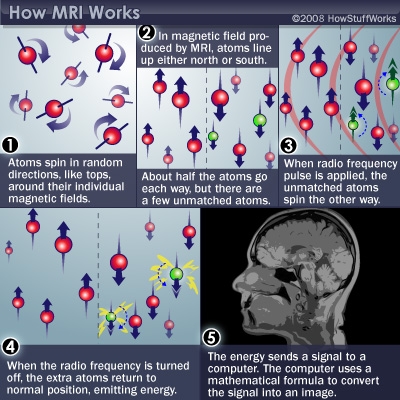 How MRI Works
©2008 HowStuffWorks
1
Atoms spin in random
directions, like tops,
around their individual
magnetic fields.
2
In magnetic field pro-
duced by MRI, atoms line
up either north or south.
About half the atoms go
each way, but there are
a few unmatched atoms.
3
When radio frequency
pulse is applied, the
unmatched atoms
spin the other way.
4
When the radio frequency is turned
off, the extra atoms return to
normal position, emitting energy.
5
The energy sends a signal to a
computer. The computer uses a
mathematical formula to convert
the signal into an image.